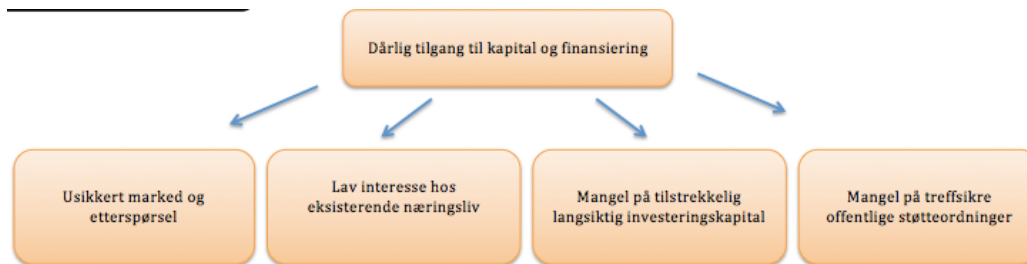 Dårlig tilgang til kapital og finansiering
Usikkert marked og
etterspørsel
Lav interesse hos
eksisterende næringsliv
Mangel på tilstrekkelig
langsiktig investeringskapital
Mangel på treffsikre
offentlige støtteordninger